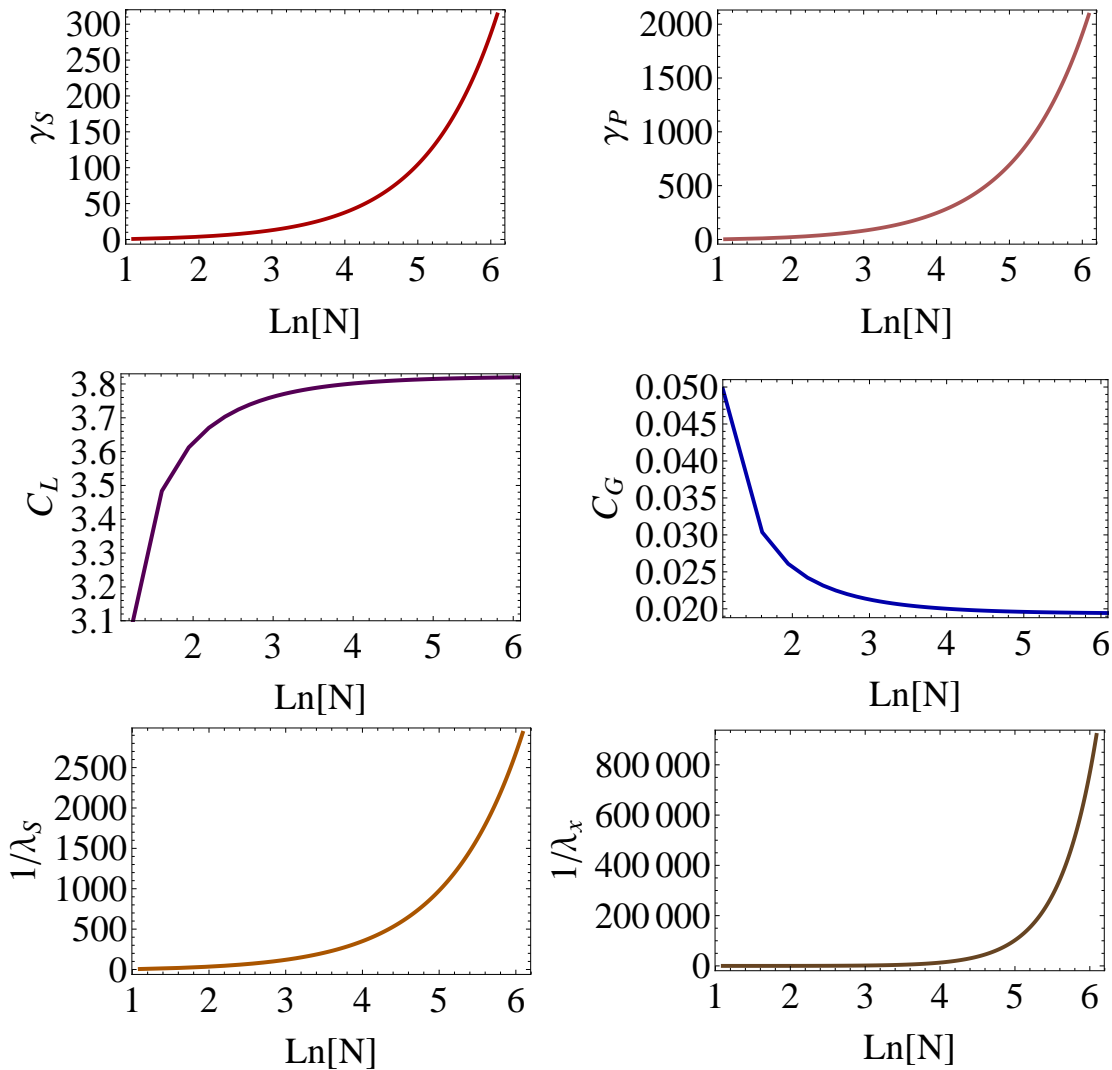 300
250
200
150
100
50
0
γS
1 2 3 4 5 6
Ln[N]
2000
1500
1000
500
0
γP
1 2 3 4 5 6
Ln[N]
3.8
3.7
3.6
3.5
3.4
3.3
3.2
3.1
CL
2 3 4 5 6
Ln[N]
0.050
0.045
0.040
0.035
0.030
0.025
0.020
CG
2 3 4 5 6
Ln[N]
2500
2000
1500
1000
500
0
1/λS
1 2 3 4 5 6
Ln[N]
800 000
600 000
400 000
200 000
0
1/λx
1 2 3 4 5 6
Ln[N]